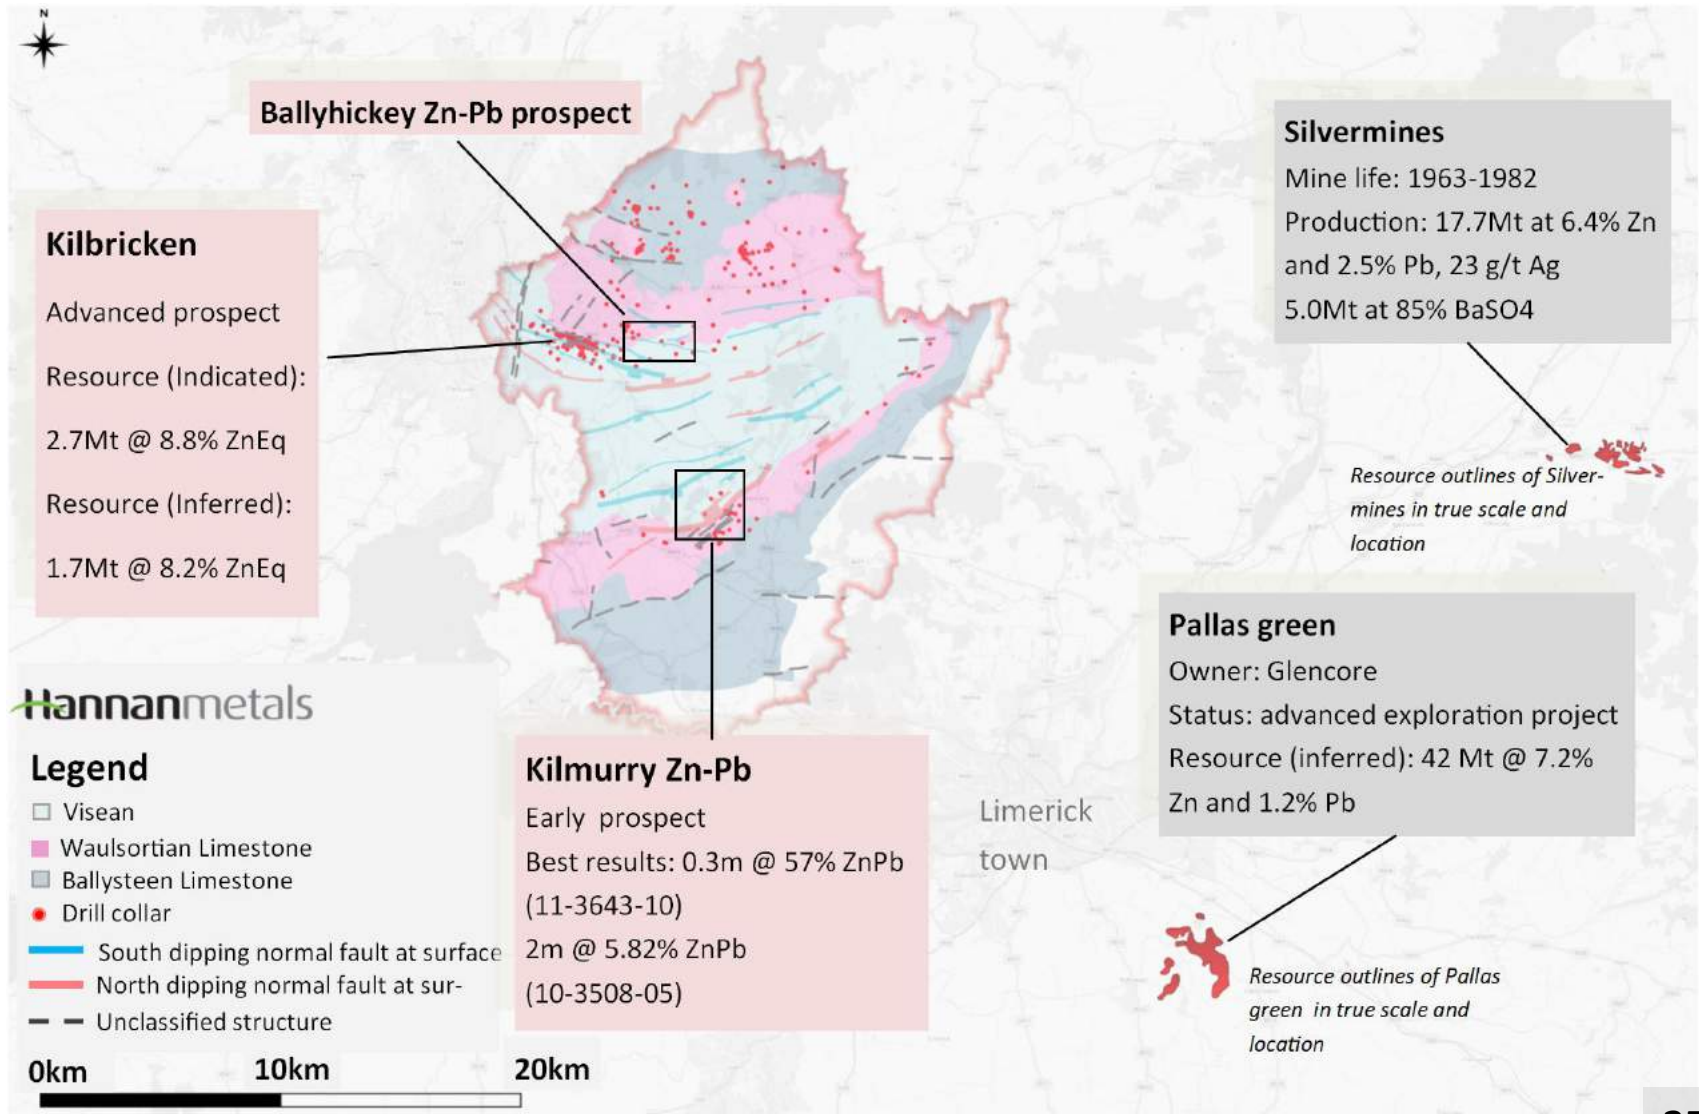 N
Ballyhickey Zn-Pb prospect
Kilbricken
Advanced prospect
Resource (Indicated):
2.7Mt @ 8.8% ZnEq
Resource (Inferred):
1.7Mt @ 8.2% ZnEq
Silvermines
Mine life: 1963-1982
Production: 17.7Mt at 6.4% Zn
and 2.5% Pb, 23 g/t Ag
5.0Mt at 85% BaSO4
Resource outlines of Silver-
mines in true scale and
location
Pallas green
Owner: Glencore
Status: advanced exploration project
Resource (inferred): 42 Mt @ 7.2%
Zn and 1.2% Pb
Resource outlines of Pallas
green in true scale and
location
Limerick
town
Kilmurry Zn-Pb
Early prospect
Best results: 0.3m @ 57% ZnPb
(11-3643-10)
2m @ 5.82% ZnPb
(10-3508-05)
Hannanmetals
Legend
Visean
Waulsortian Limestone
Ballysteen Limestone
Drill collar
South dipping normal fault at surface
North dipping normal fault at sur-
Unclassified structure
0km 10km 20km